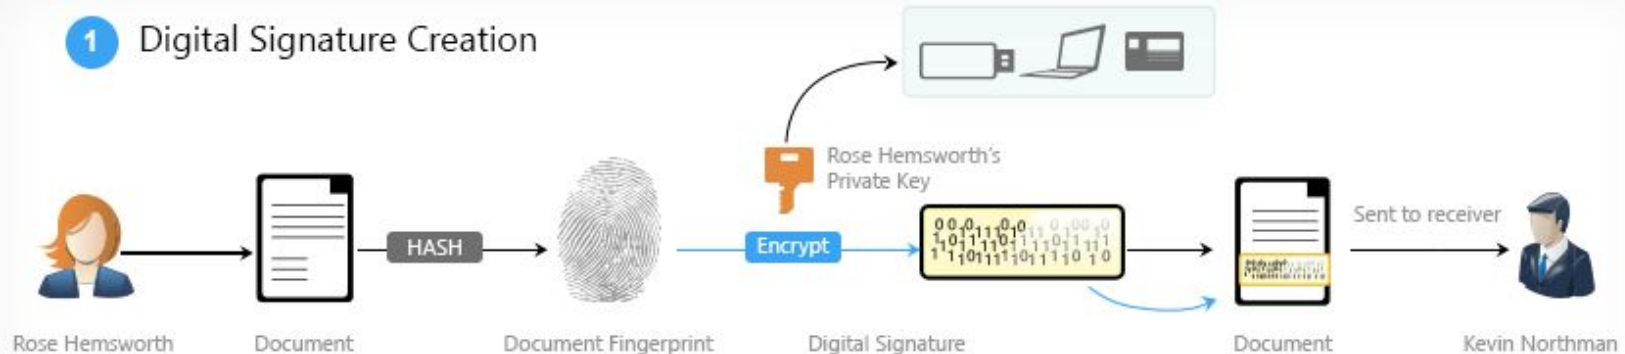 1 Digital Signature Creation
Rose Hemsworth's
Private Key
HASH
Encrypt
Sent to receiver
Rose Hemsworth
Document
Document Fingerprint
Digital Signature
Document
Kevin Northman